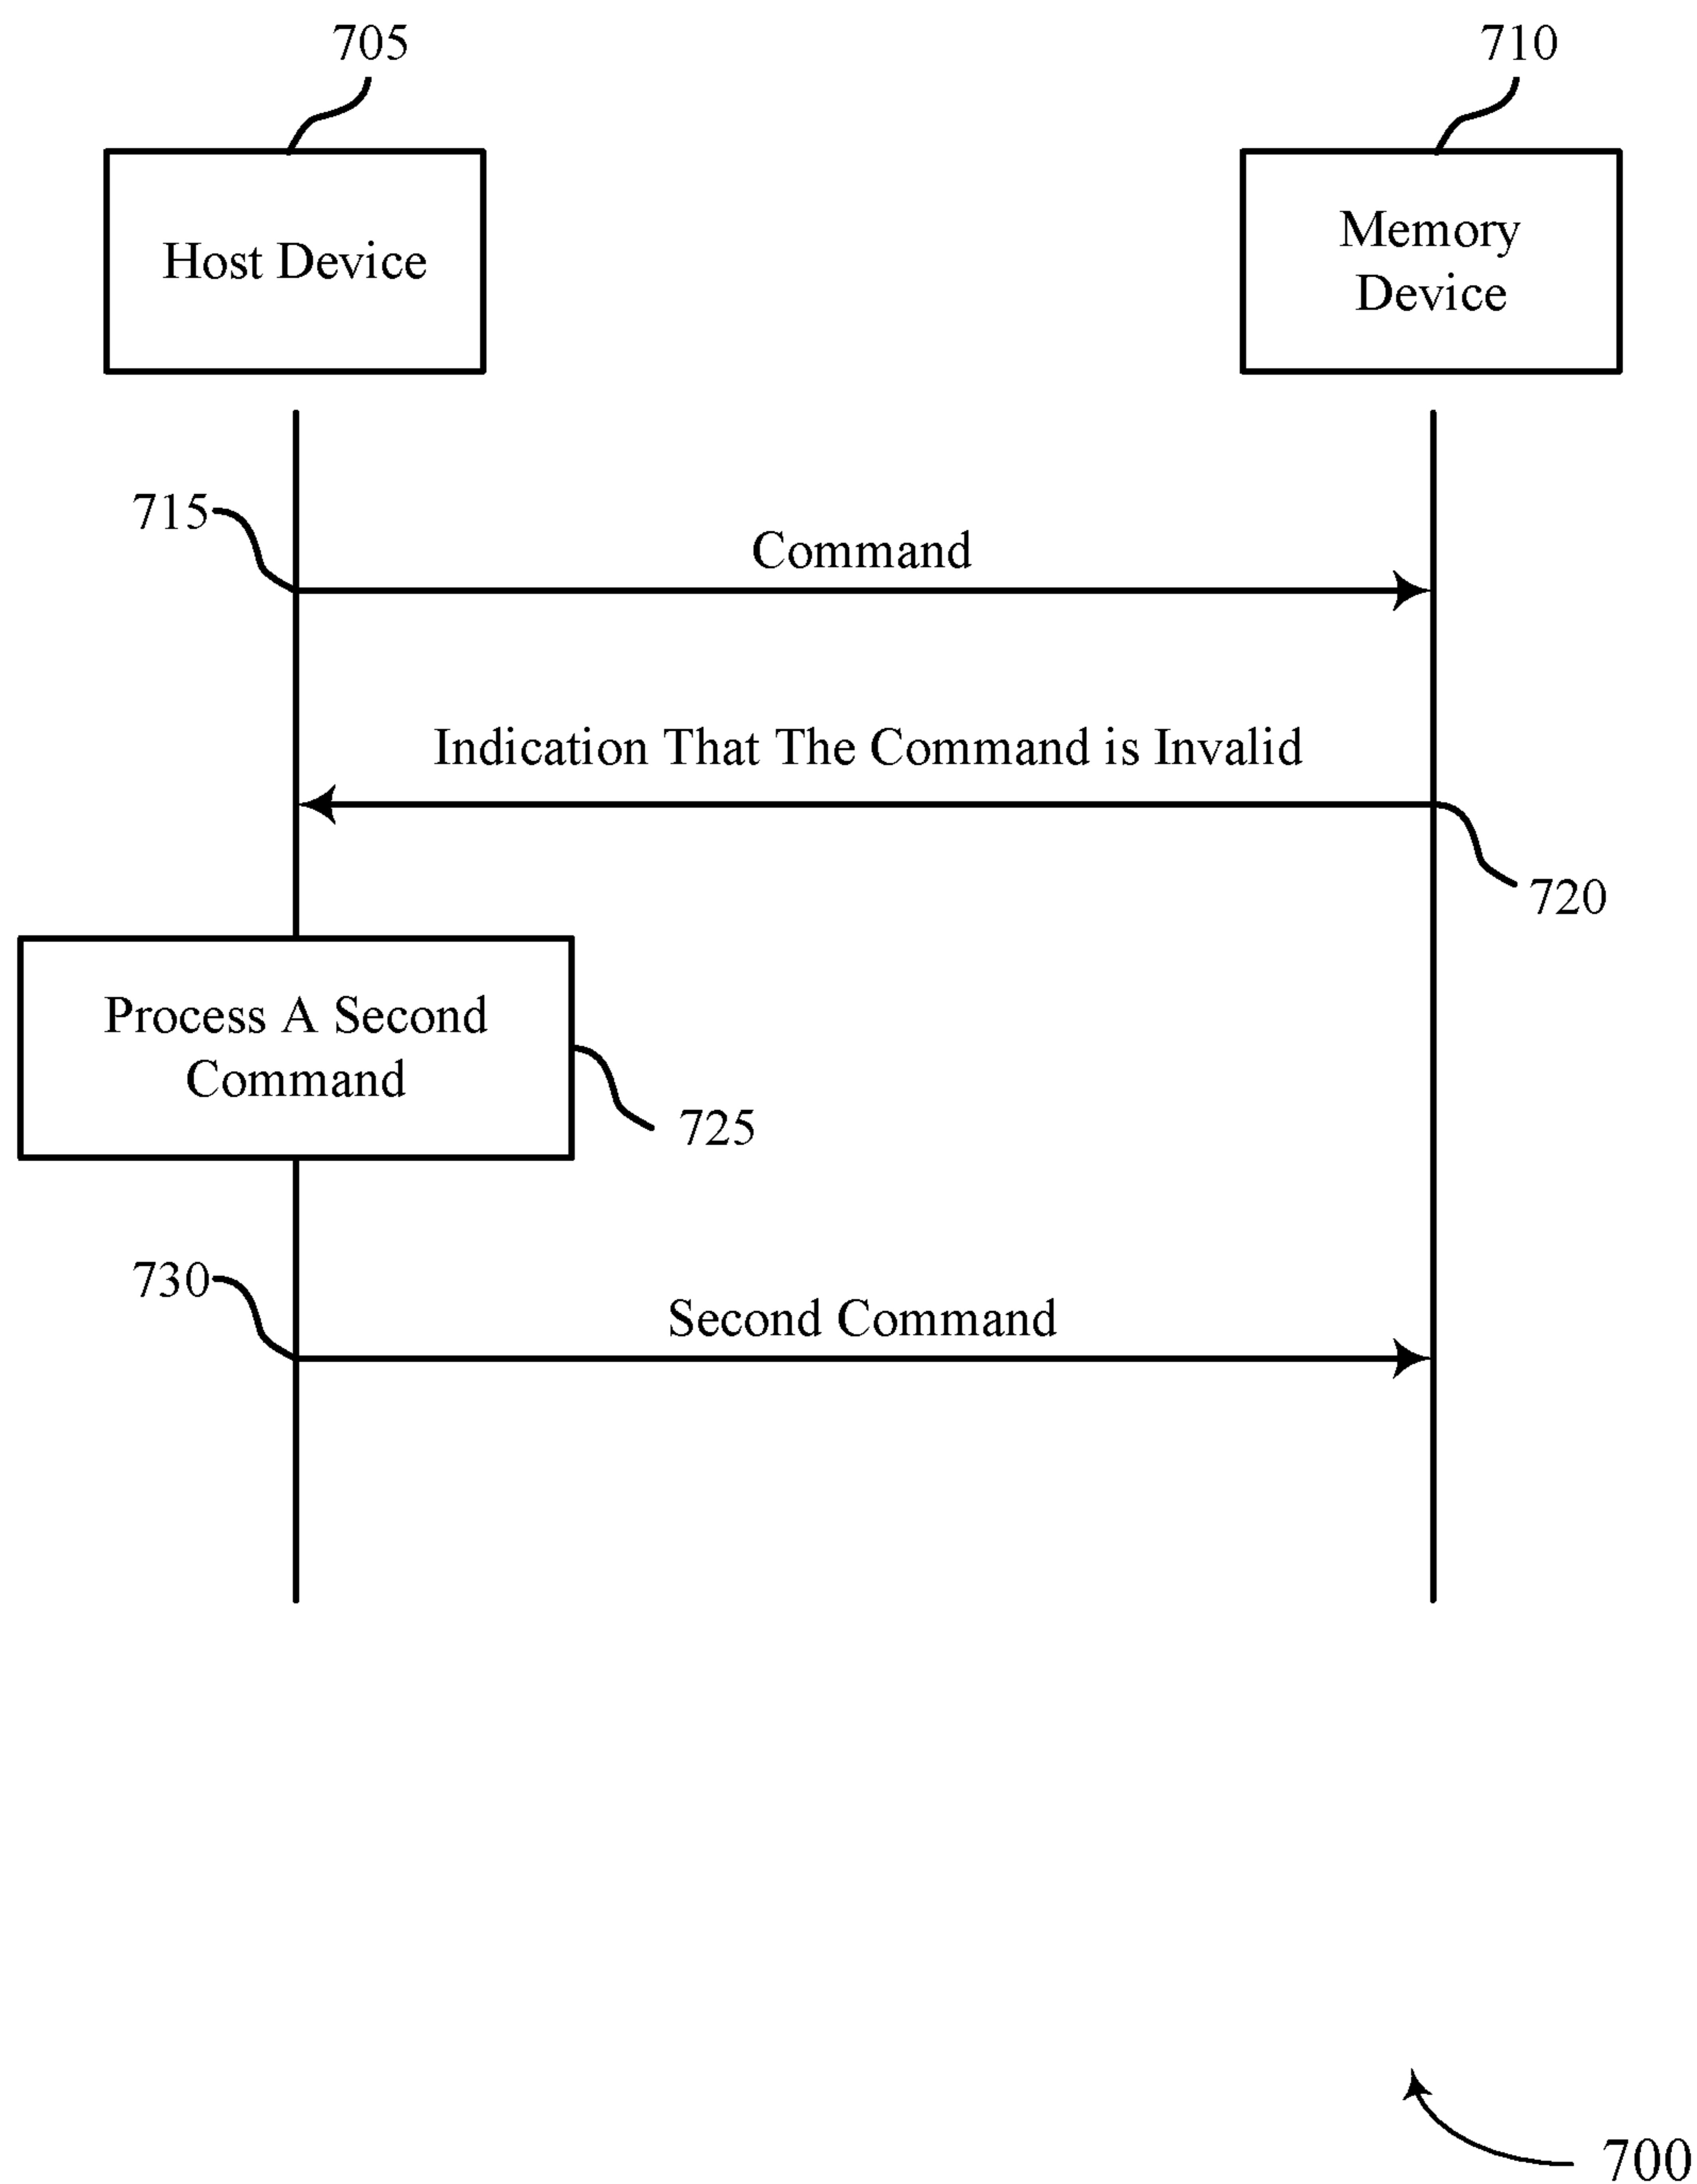 705
710
Host Device
Memory
Device
715
Command
Indication That The Command is Invalid
720
Process A Second
Command
725
730
Second Command
700